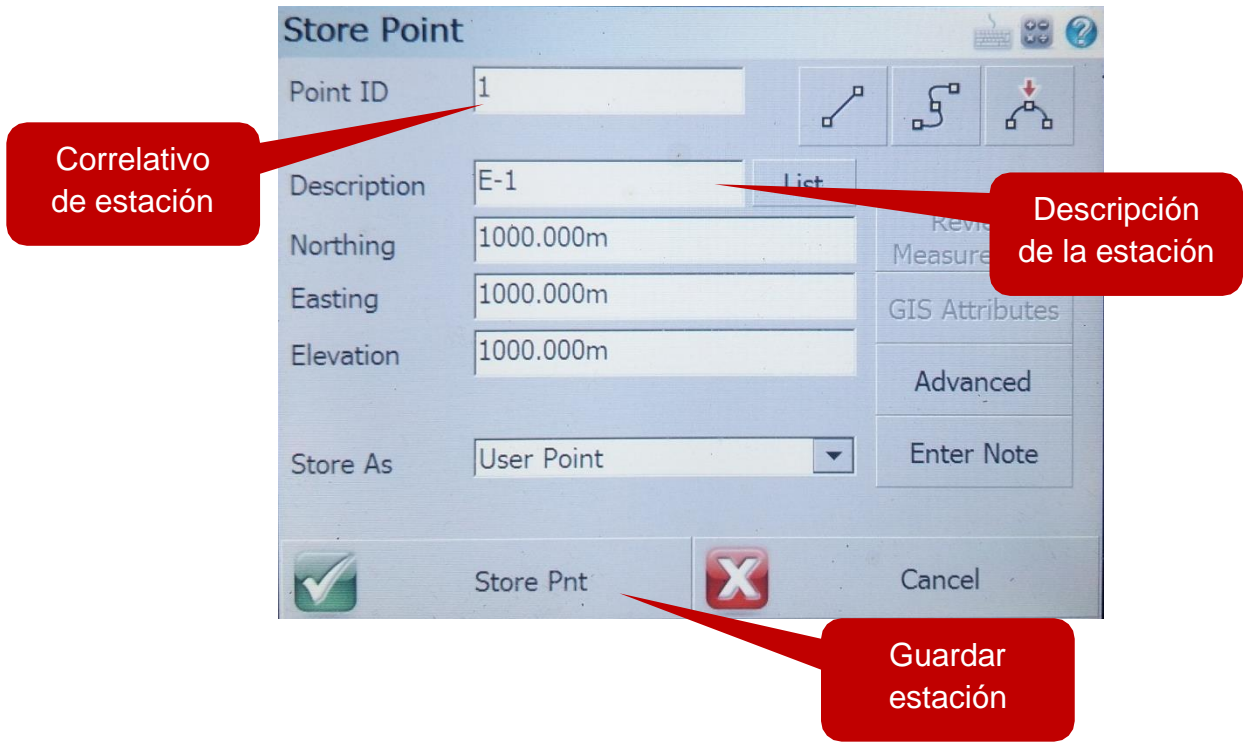 Store Point
Point ID
1
Correlativo
de estación
Description
E-1
List
Descripción
de la estación
Northing
1000.000m
Easting
1000.000m
GIS Attributes
Elevation
1000.000m
Advanced
Store As
User Point
Enter Note
Store Pnt
Cancel
Guardar
estación